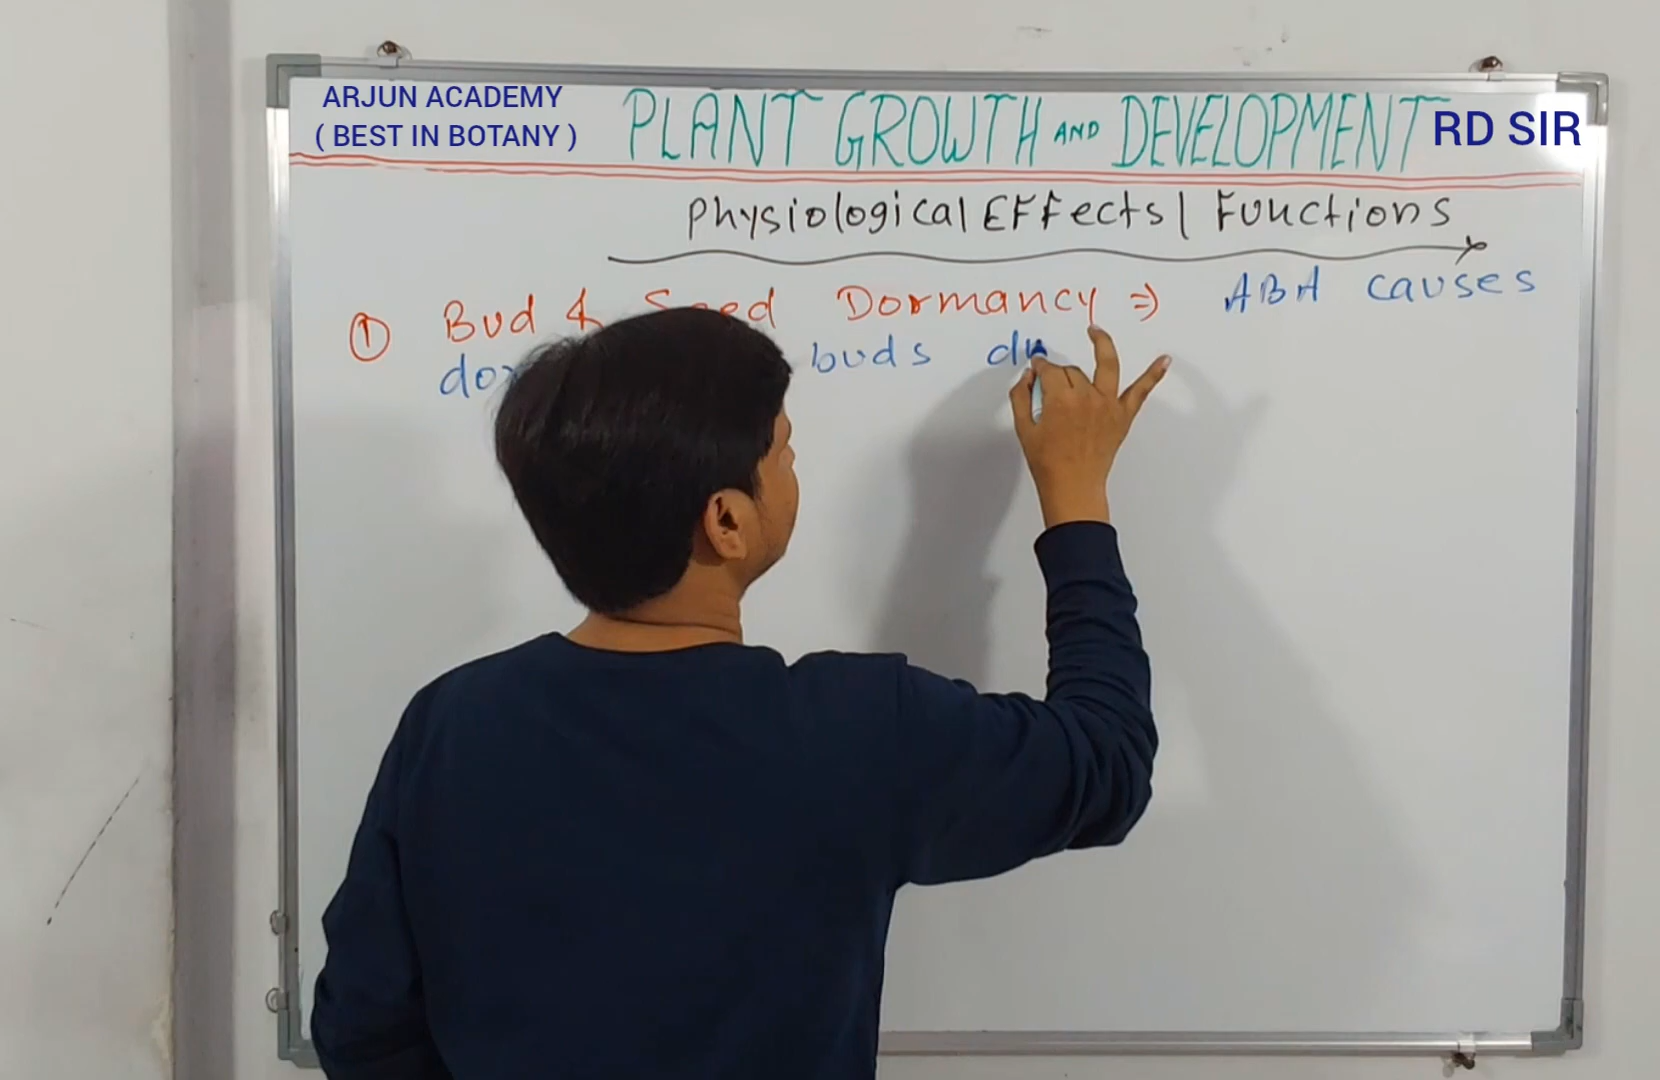 ARJUN ACADEMY
( BEST IN BOTANY )
PLANT GROWTH AND DEVELOPMENT
RD SIR
Physiological Effects / Functions
① Bud & Seed Dormancy ⇒ ABA causes
buds